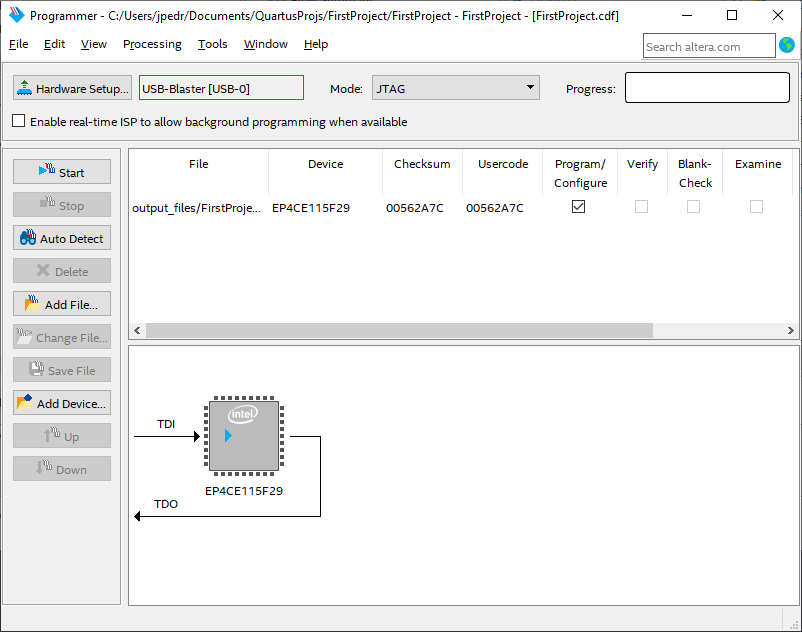 Programmer - C:/Users/jpedr/Documents/QuartusProjs/FirstProject/FirstProject - FirstProject - [FirstProject.cdf]
File Edit View Processing Tools Window Help
Search altera.com
Hardware Setup... USB-Blaster [USB-0] Mode: JTAG Progress:
Enable real-time ISP to allow background programming when available
Start
Stop
Auto Detect
Delete
Add File...
Change File...
Save File
Add Device...
Up
Down
File Device Checksum Usercode Program/ Verify Blank- Examine
Configure Check
output_files/FirstProje... EP4CE115F29 00562A7C 00562A7C
intel
TDI
EP4CE115F29
TDO